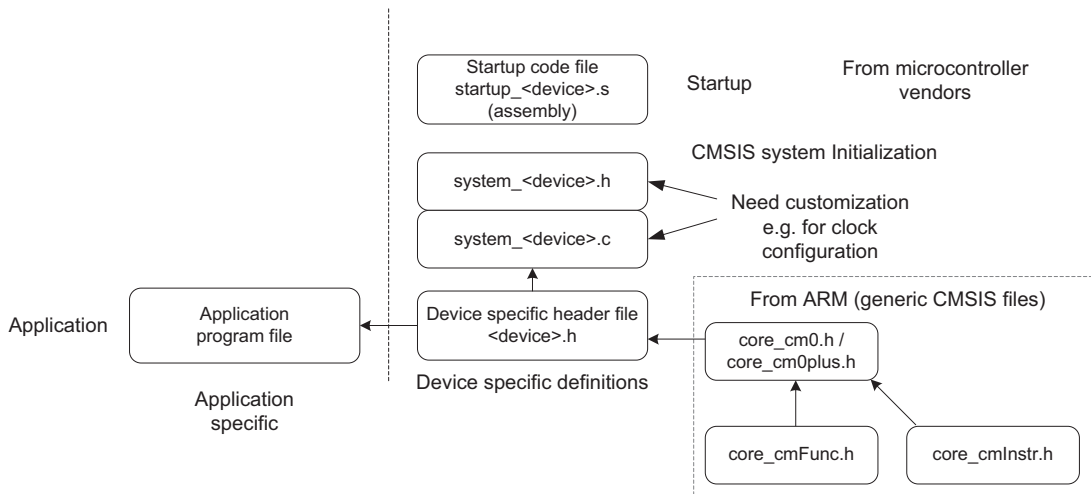 Startup code file
startup_<device>.s
(assembly)
Startup
From microcontroller
vendors
CMSIS system Initialization
system_<device>.h
Need customization
e.g. for clock
configuration
system_<device>.c
From ARM (generic CMSIS files)
Application
Application
program file
Device specific header file
<device>.h
core_cm0.h /
core_cm0plus.h
Device specific definitions
Application
specific
core_cmFunc.h
core_cmInstr.h